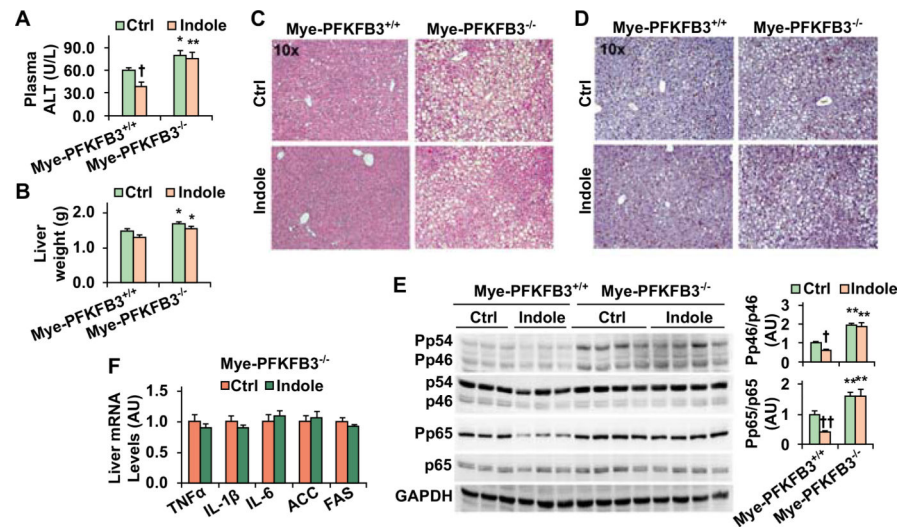 A
Ctrl Indole
Plasma
ALT (U/L)
90.0
60.0
30.0
0.0
†
*
**
Mye-PFKFB3+/+
Mye-PFKFB3-/-
B
Ctrl Indole
Liver
weight (g)
2.0
1.0
0.0
*
*
Mye-PFKFB3+/+
Mye-PFKFB3-/-
C
Mye-PFKFB3+/+ Mye-PFKFB3-/-
10x
Ctrl
Indole
D
Mye-PFKFB3+/+ Mye-PFKFB3-/-
10x
Ctrl
Indole
E
Mye-PFKFB3+/+ Mye-PFKFB3-/-
Ctrl Indole Ctrl Indole
Pp54
Pp46
p54
p46
Pp65
p65
GAPDH
Ctrl
Indole
Pp46/p46
(AU)
3
2
1
0
†
**
**
Pp65/p65
(AU)
2
1
0
††
**
**
Mye-PFKFB3+/+
Mye-PFKFB3-/-
F
Mye-PFKFB3-/-
Ctrl Indole
Liver mRNA
Levels (AU)
1.5
1.0
0.5
0.0
TNFα
IL-1β
IL-6
ACC
FAS